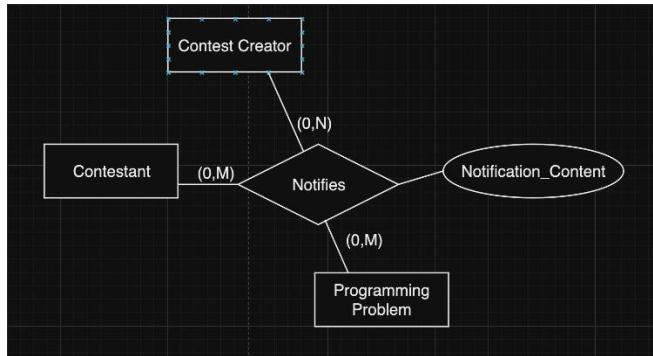 Contest Creator
(0,N)
Contestant
(0,M)
Notifies
Notification_Content
(0,M)
Programming
Problem